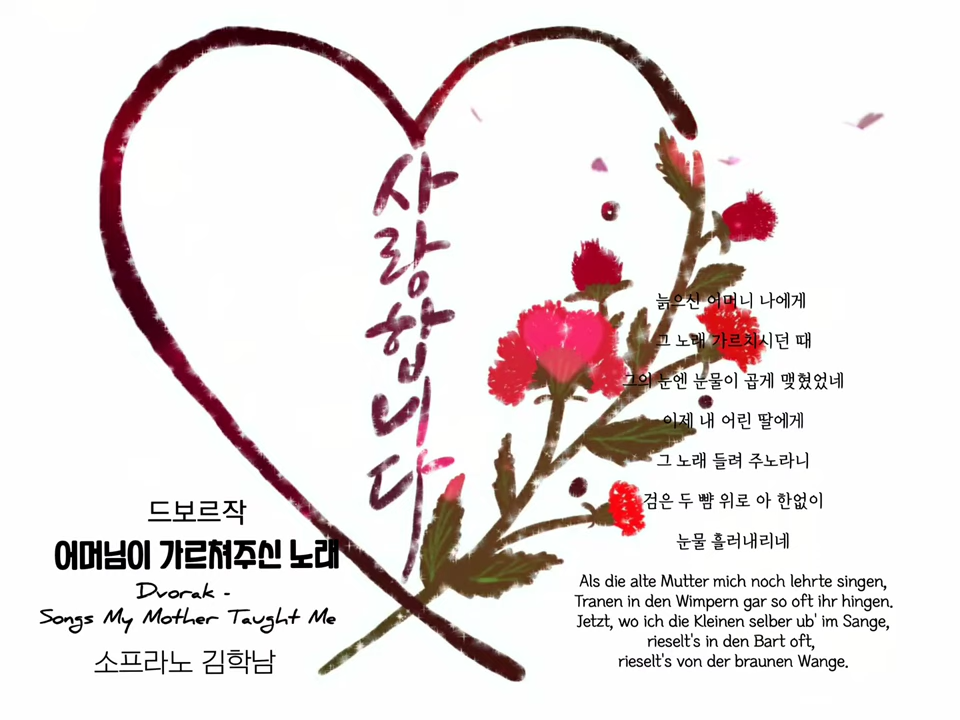 사랑합니다
늙으신 어머니 나에게
그 노래 가르치시던 때
그의 눈엔 눈물이 곱게 맺혔었네
이제 내 어린 딸에게
그 노래 들려 주노라니
검은 두 뺨 위로 아 한없이
눈물 흘러내리네
드보르작
어머님이 가르쳐주신 노래
Dvorak -
Songs My Mother Taught Me
소프라노 김학남
Als die alte Mutter mich noch lehrte singen,
Tranen in den Wimpern gar so oft ihr hingen.
Jetzt, wo ich die Kleinen selber ub' im Sange,
rieselt's in den Bart oft,
rieselt's von der braunen Wange.